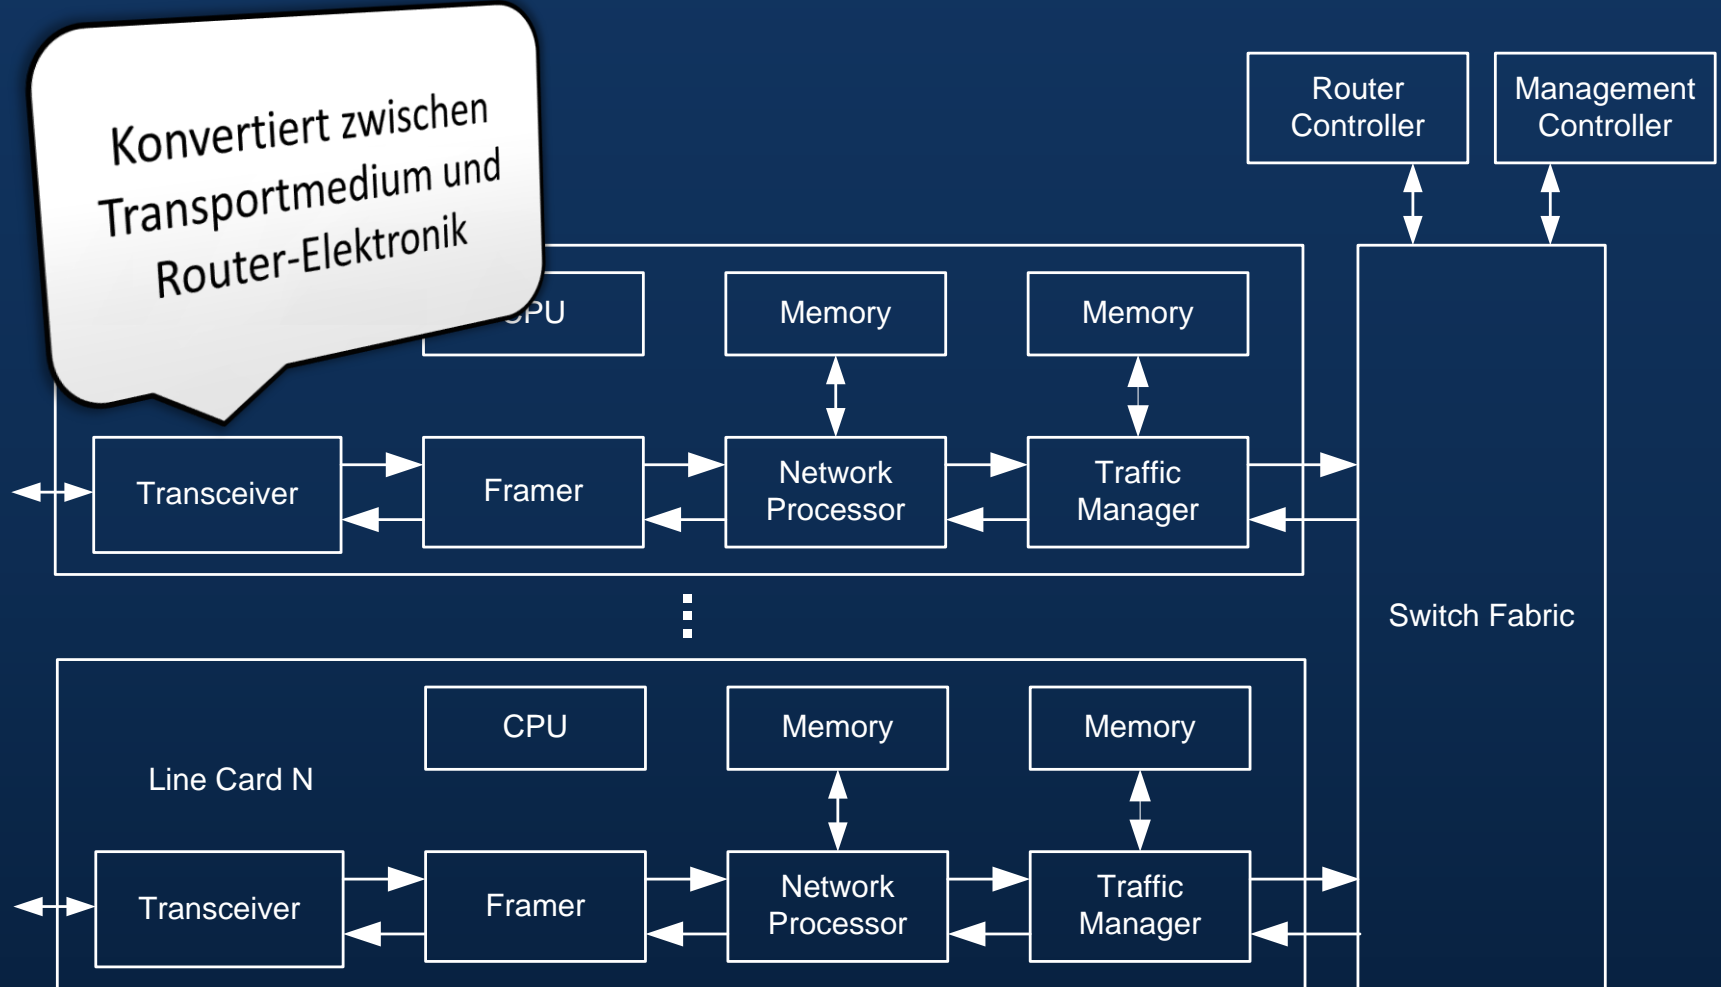 Konvertiert zwischen
Transportmedium und
Router-Elektronik
Router
Controller
Management
Controller
CPU
Memory
Memory
Transceiver
Framer
Network
Processor
Traffic
Manager
Switch Fabric
CPU
Memory
Memory
Line Card N
Transceiver
Framer
Network
Processor
Traffic
Manager